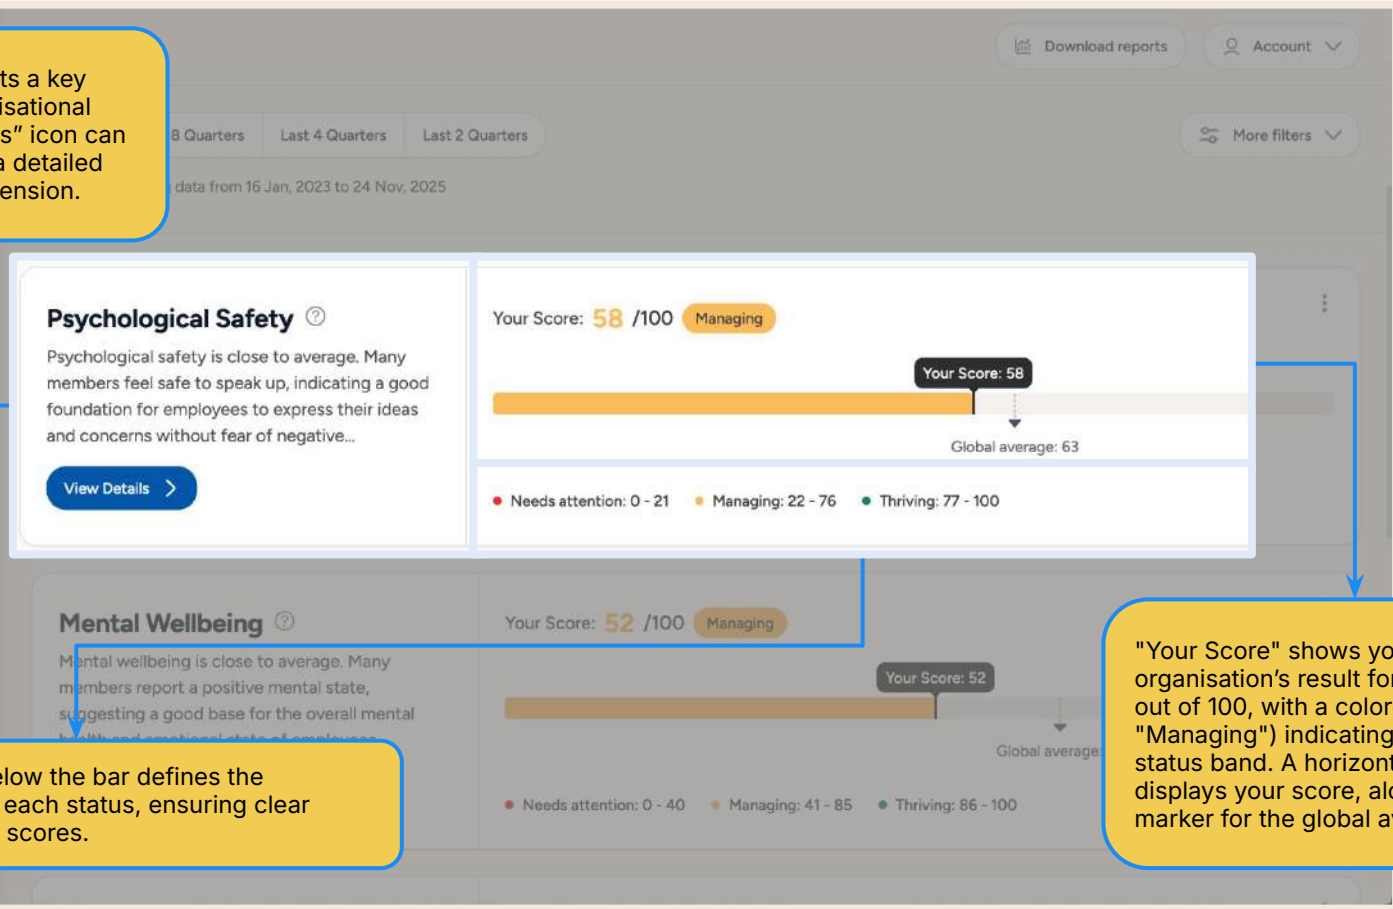 Download reports
Account
ts a key
isational
s” icon can
a detailed
ension.
8 Quarters
Last 4 Quarters
Last 2 Quarters
More filters
data from 16 Jan, 2023 to 24 Nov, 2025
Psychological Safety
Psychological safety is close to average. Many
members feel safe to speak up, indicating a good
foundation for employees to express their ideas
and concerns without fear of negative...
View Details
Your Score: 58 /100 Managing
Your Score: 58
Global average: 63
Needs attention: 0 - 21
Managing: 22 - 76
Thriving: 77 - 100
Mental Wellbeing
Mental wellbeing is close to average. Many
members report a positive mental state,
suggesting a good base for the overall mental
health and emotional state of employees
Your Score: 52 /100 Managing
Your Score: 52
Global average:
Needs attention: 0 - 40
Managing: 41 - 85
Thriving: 86 - 100
elow the bar defines the
each status, ensuring clear
scores.
"Your Score" shows yo
organisation’s result for
out of 100, with a color
"Managing") indicating
status band. A horizont
displays your score, alo
marker for the global av